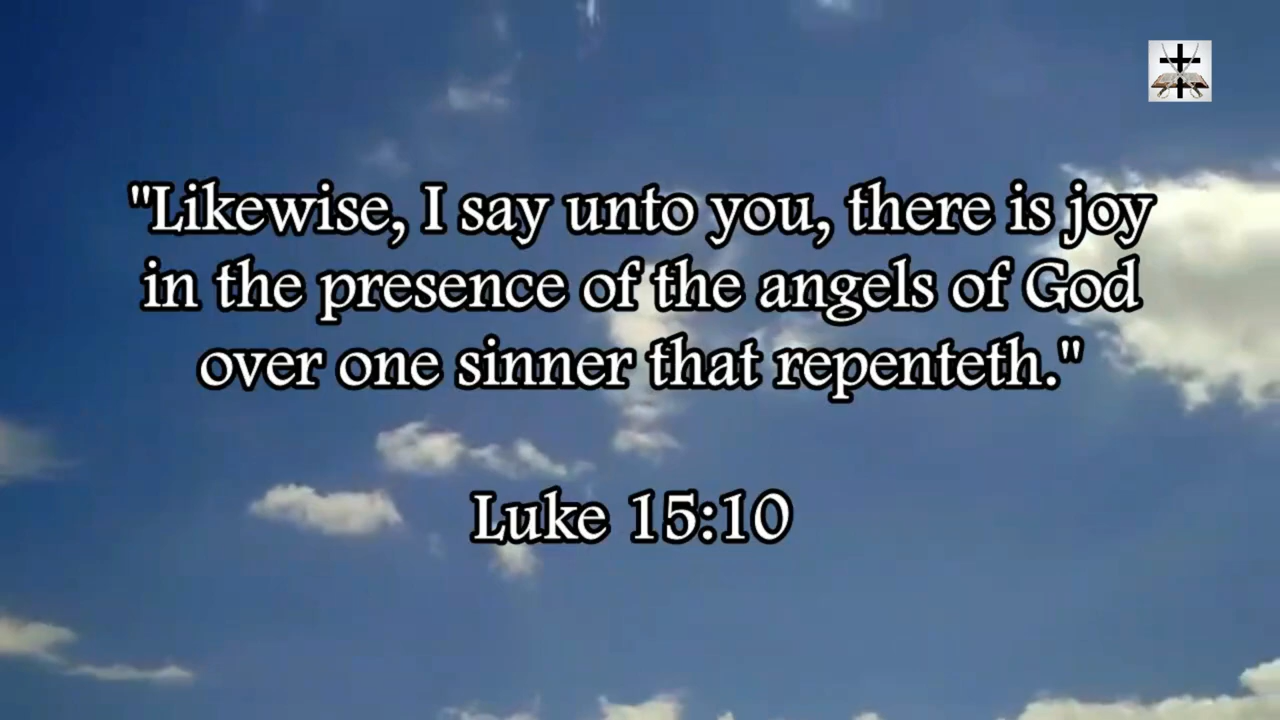 "Likewise, I say unto you, there is joy
in the presence of the angels of God
over one sinner that repenteth."
Luke 15:10